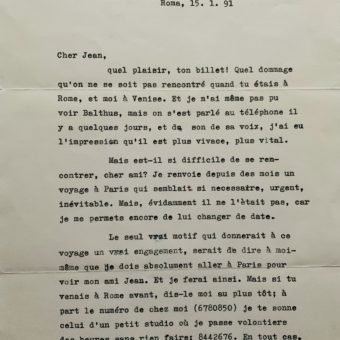 Roma, 15. 1. 91
Cher Jean,
quel plaisir, ton billet! Quel dommage
qu'on ne se soit pas rencontré quand tu étais à
Rome, et moi à Venise. Et je n'ai même pas pu
voir Balthus, mais on s'est parlé au téléphone il
y a quelques jours, et da son de sa voix, j'ai eu
l'impression qu'il est plus vivace, plus vital.
Mais est-il si difficile de se ren-
contrer, cher ami? Je renvoie depuis des mois un
voyage à Paris qui semblait si necessaire, urgent,
inévitable. Mais, évidamment il ne l'ètait pas, car
je me permets encore de lui changer de date.
Le seul vrai motif qui donnerait à ce
voyage un vrai engagement, serait de dire à moi-
même que je dois absolument aller à Paris pour
voir mon ami Jean. Et je ferai ainsi. Mais si tu
venais à Rome avant, dis-le moi au plus tôt; à
part le numéro de chez moi (6780850) je te sonne
celui d'un petit studio où je passe volontiers
des heures sans rien faire: 8442676. En tout cas,